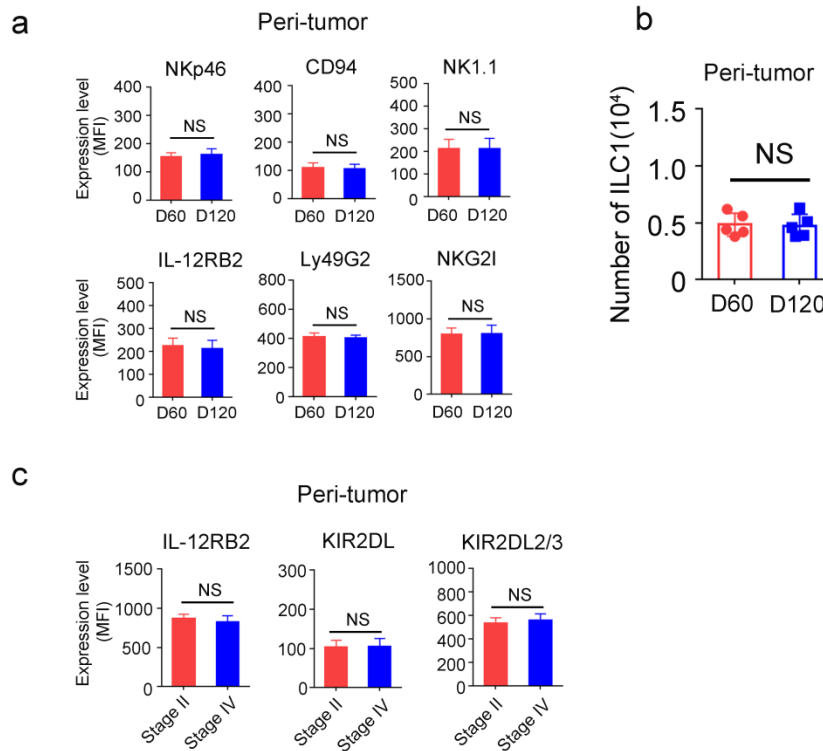 a
Peri-tumor
NKp46
CD94
NK1.1
Expression level
(MFI)
400
300
200
100
0
NS
D60 D120
400
300
200
100
0
NS
D60 D120
500
400
300
200
100
0
NS
D60 D120
IL-12RB2
Ly49G2
NKG2I
Expression level
(MFI)
500
400
300
200
100
0
NS
D60 D120
800
600
400
200
0
NS
D60 D120
1500
1000
500
0
NS
D60 D120
b
Peri-tumor
Number of ILC1(10⁴)
1.5
1.0
0.5
0
NS
D60 D120
c
Peri-tumor
IL-12RB2
KIR2DL
KIR2DL2/3
Expression level
(MFI)
1500
1000
500
0
NS
Stage II
Stage IV
300
200
100
0
NS
Stage II
Stage IV
1000
800
600
400
200
0
NS
Stage II
Stage IV